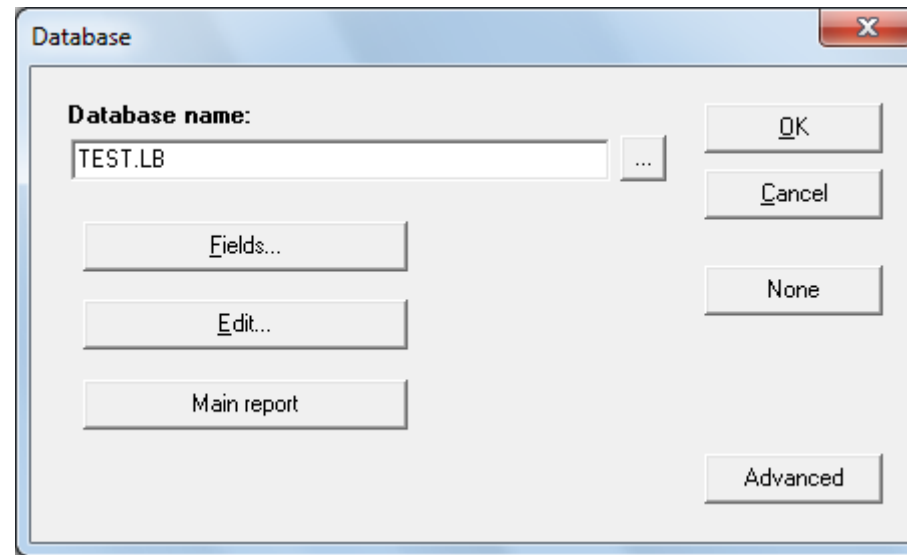 Database
Database name:
TEST.LB
...
OK
Cancel
Fields...
None
Edit...
Main report
Advanced